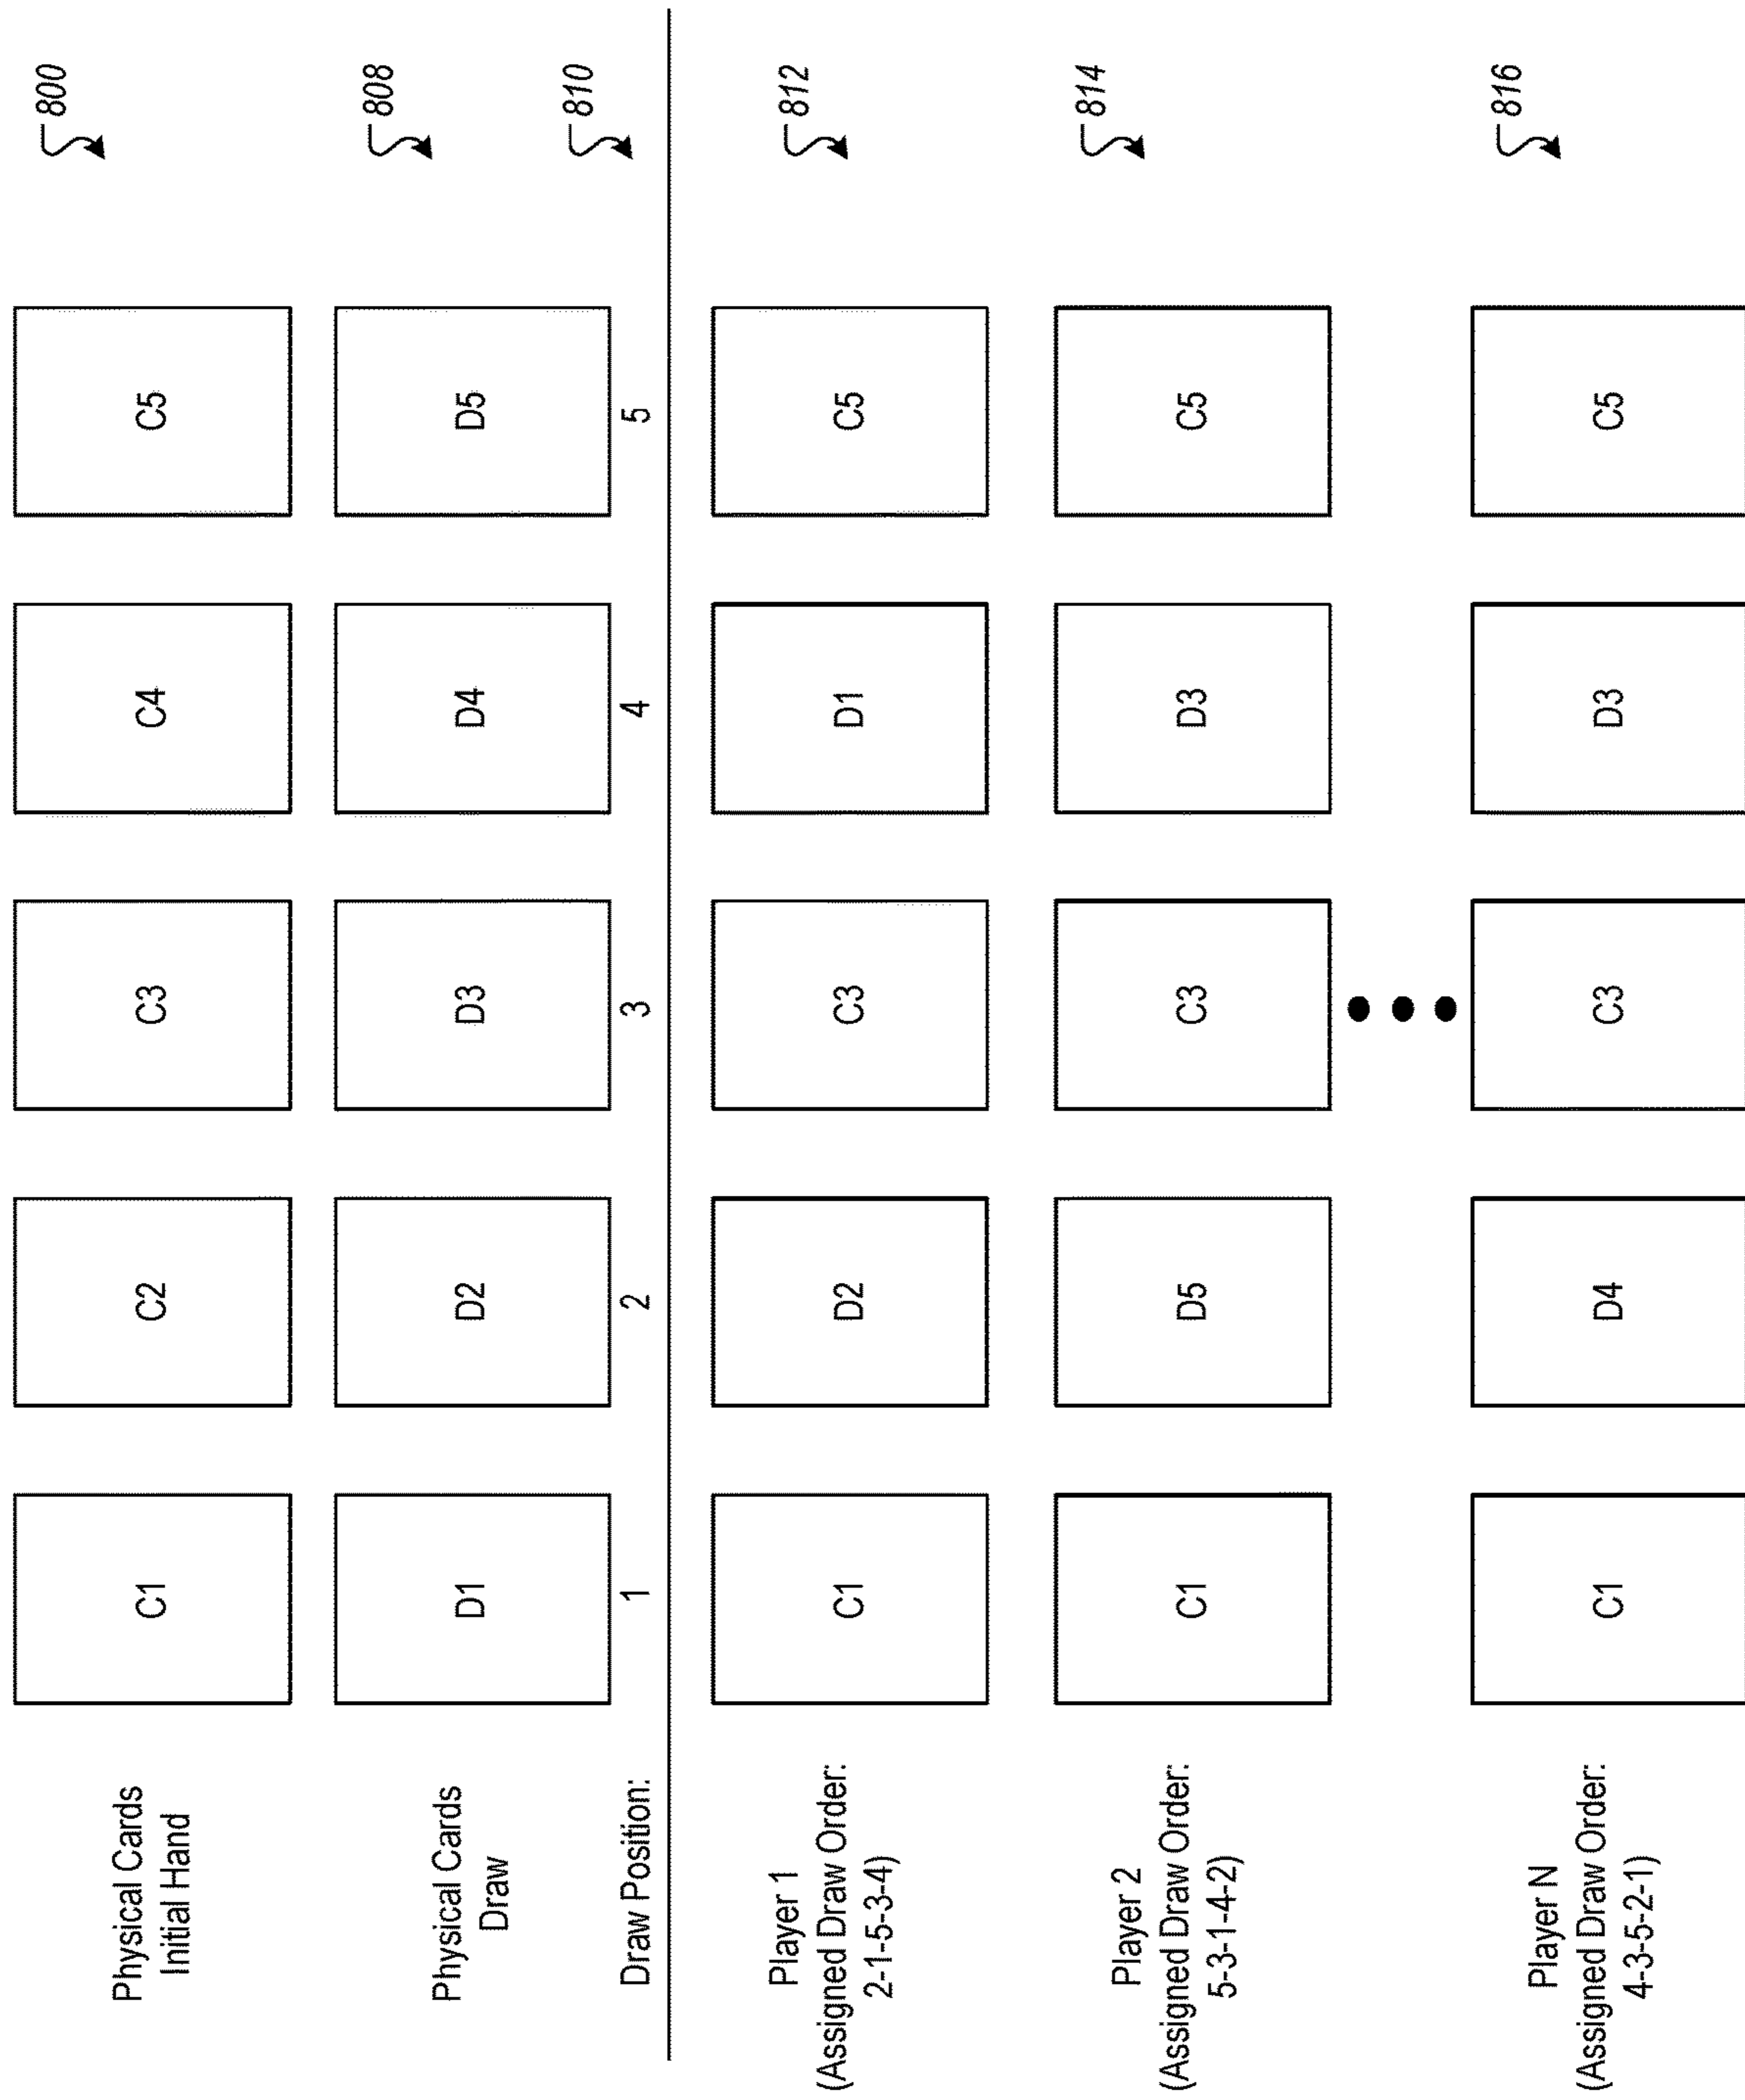 Physical Cards
Initial Hand
C1
C2
C3
C4
C5
800
Physical Cards
Draw
D1
D2
D3
D4
D5
808
Draw Position:
1
2
3
4
5
810
Player 1
(Assigned Draw Order:
2-1-5-3-4)
C1
D2
C3
D1
C5
812
Player 2
(Assigned Draw Order:
5-3-1-4-2)
C1
D5
C3
D3
C5
814
Player N
(Assigned Draw Order:
4-3-5-2-1)
C1
D4
C3
D3
C5
816